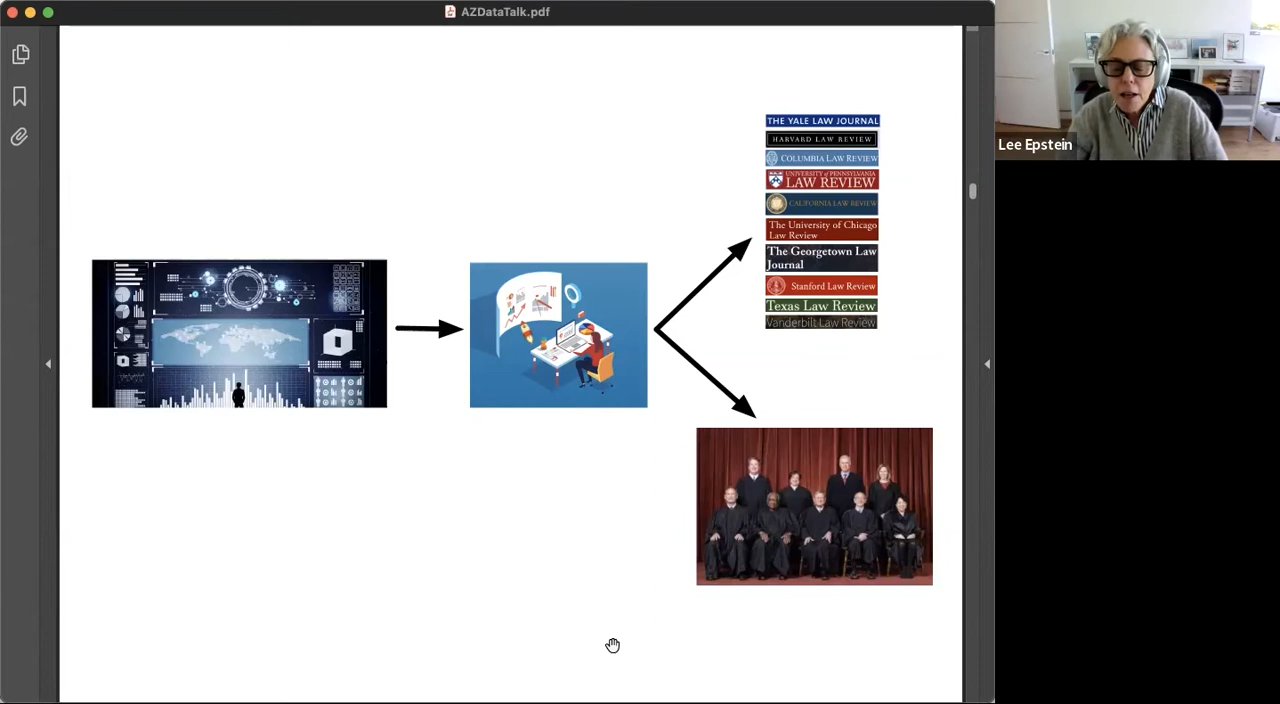 AZDataTalk.pdf
THE YALE LAW JOURNAL
HARVARD LAW REVIEW
COLUMBIA LAW REVIEW
UNIVERSITY of PENNSYLVANIA
LAW REVIEW
CALIFORNIA LAW REVIEW
The University of Chicago
Law Review
The Georgetown Law
Journal
Stanford Law Review
Texas Law Review
Vanderbilt Law Review
Lee Epstein